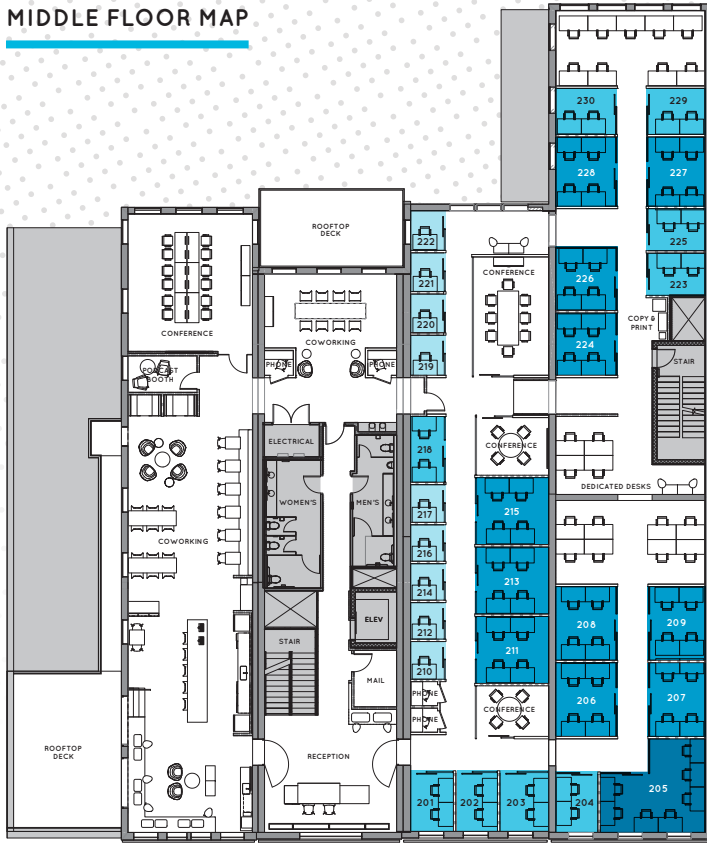 MIDDLE FLOOR MAP
230
229
228
227
ROOFTOP
DECK
222
225
CONFERENCE
221
226
223
CONFERENCE
220
COWORKING
COPY &
PRINT
224
219
STAIR
PODCAST
BOOTH
PHONE
PHONE
ELECTRICAL
218
CONFERENCE
DEDICATED DESKS
WOMEN'S
MEN'S
217
215
COWORKING
216
213
214
ELEV
208
209
212
STAIR
211
210
MAIL
PHONE
206
207
CONFERENCE
PHONE
ROOFTOP
DECK
RECEPTION
205
201
202
203
204